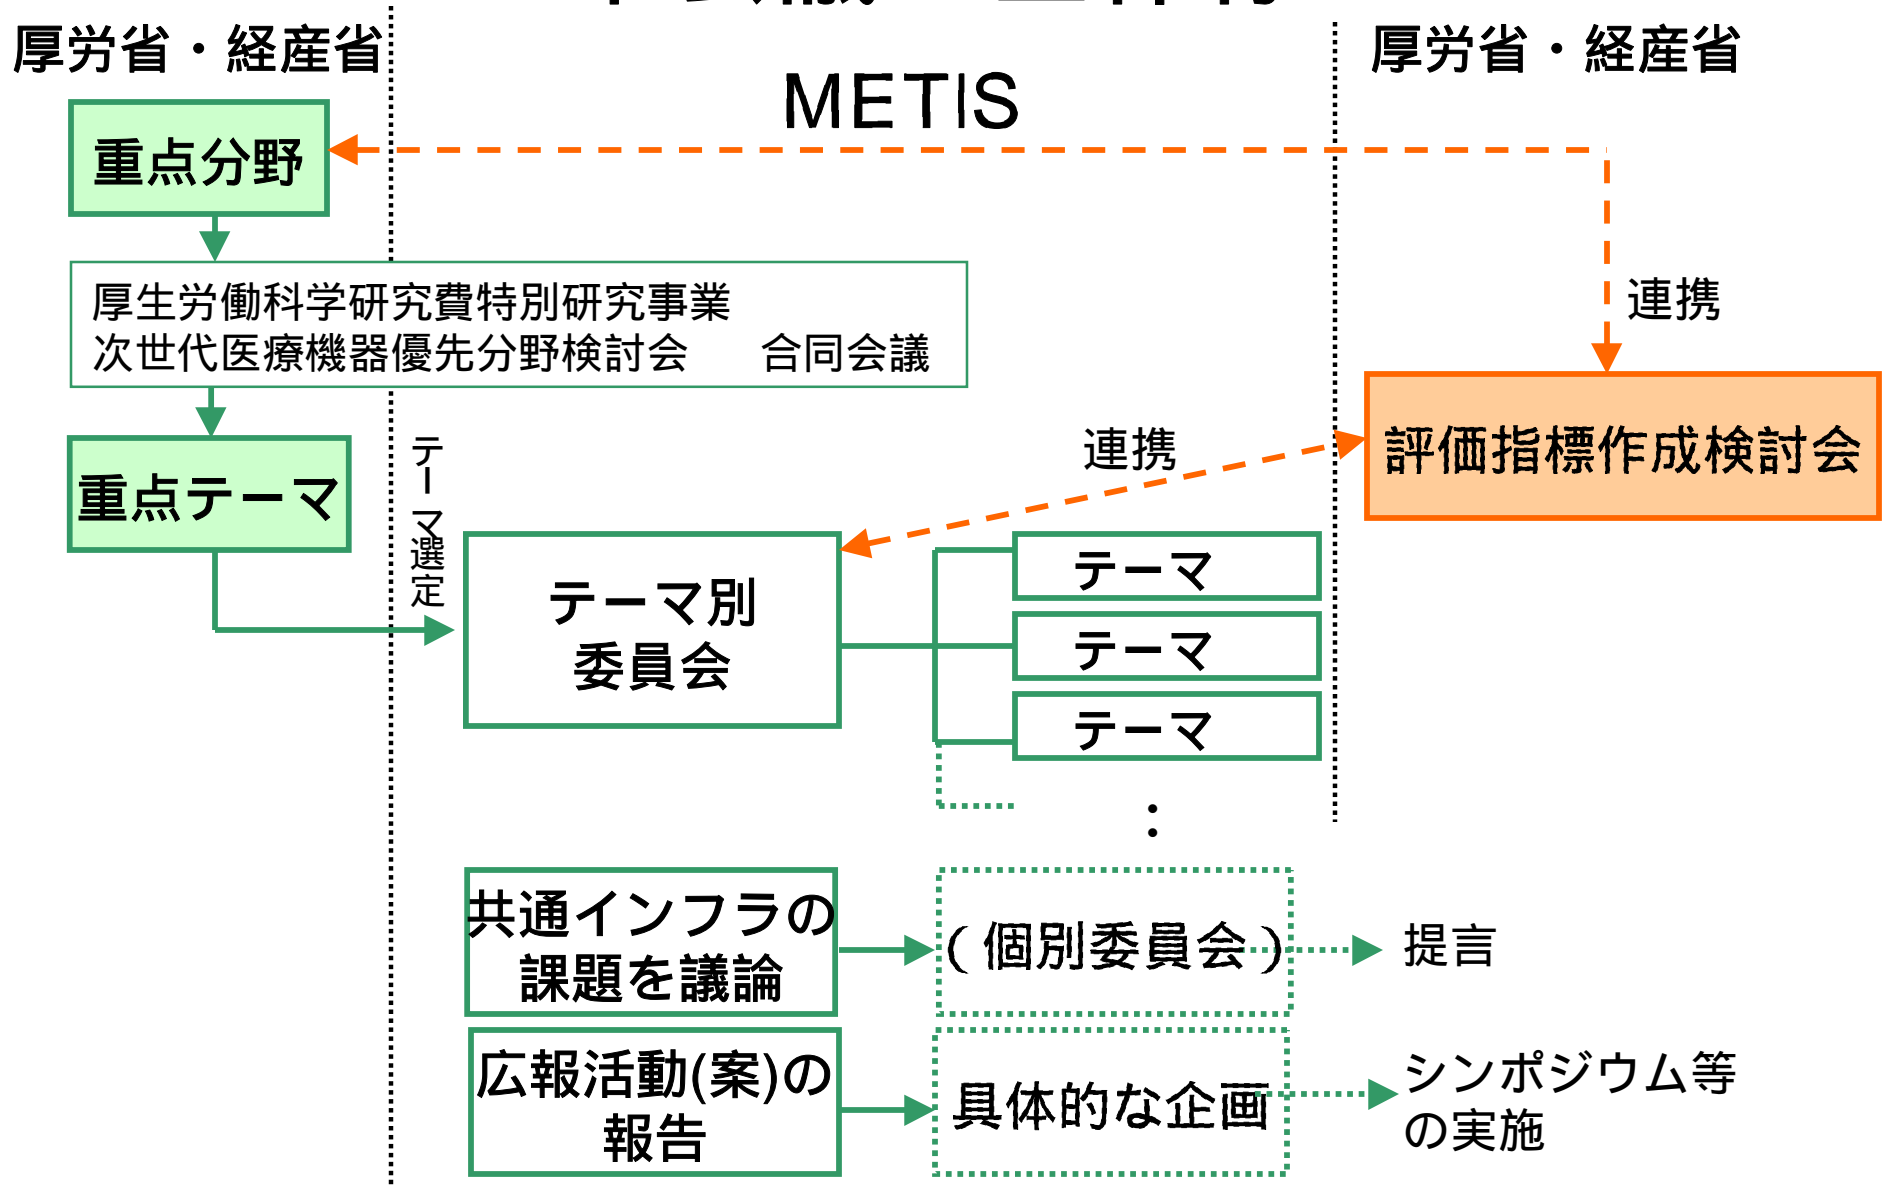 厚労省・経産省
METIS
厚労省・経産省
重点分野
連携
厚生労働科学研究費特別研究事業
次世代医療機器優先分野検討会　合同会議
評価指標作成検討会
連携
重点テーマ
テーマ選定
テーマ別
委員会
テーマ
テーマ
テーマ
：
共通インフラの
課題を議論
（個別委員会）
提言
広報活動(案)の
報告
具体的な企画
シンポジウム等
の実施